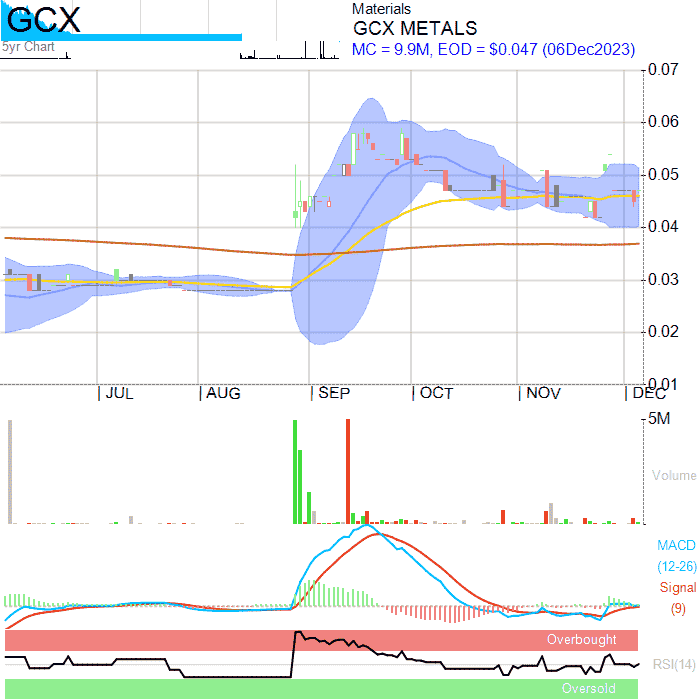 GCX
5yr Chart
Materials
GCX METALS
MC = 9.9M, EOD = $0.047 (06Dec2023)
0.07
0.06
0.05
0.04
0.03
0.02
0.01
JUL AUG SEP OCT NOV DEC
5M
Volume
MACD
(12-26)
Signal
(9)
Overbought
RSI(14)
Oversold